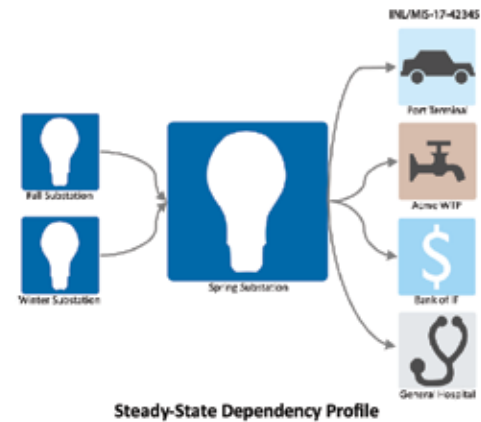 INL/MIS-17-42345
Port Terminal
Fall Substation
Acme WTP
Winter Substation
Spring Substation
$
Bank of IF
General Hospital
Steady-State Dependency Profile